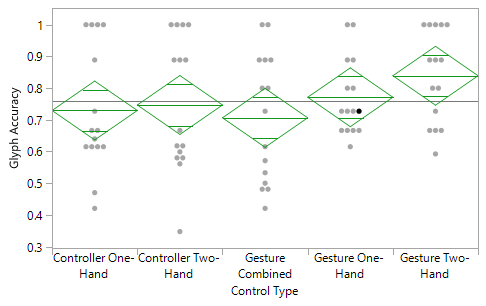 1
0.9
0.8
0.7
0.6
0.5
0.4
0.3
Glyph Accuracy
Controller One- Controller Two- Gesture Gesture One- Gesture Two-
Hand Hand Combined Hand Hand
Control Type